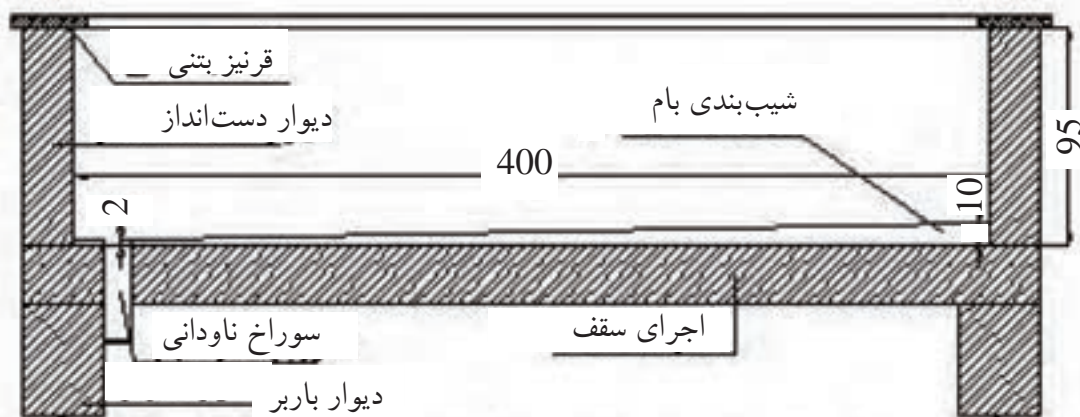 قرنیز بتنی
دیوار دست‌انداز
شیب‌بندی بام
95
400
10
2
سوراخ ناودانی
اجرای سقف
دیوار باربر